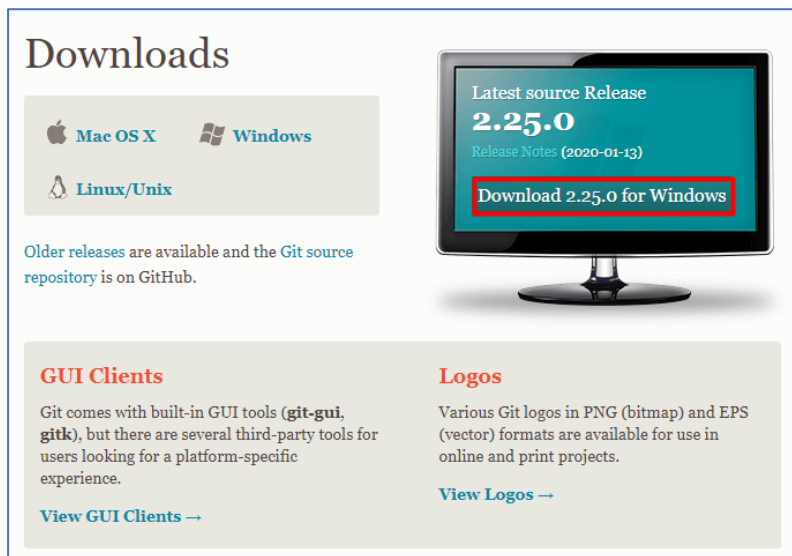 Downloads
Mac OS X
Windows
Linux/Unix
Older releases are available and the Git source
repository is on GitHub.
Latest source Release
2.25.0
Release Notes (2020-01-13)
Download 2.25.0 for Windows
GUI Clients
Git comes with built-in GUI tools (git-gui,
gitk), but there are several third-party tools for
users looking for a platform-specific
experience.
View GUI Clients →
Logos
Various Git logos in PNG (bitmap) and EPS
(vector) formats are available for use in
online and print projects.
View Logos →